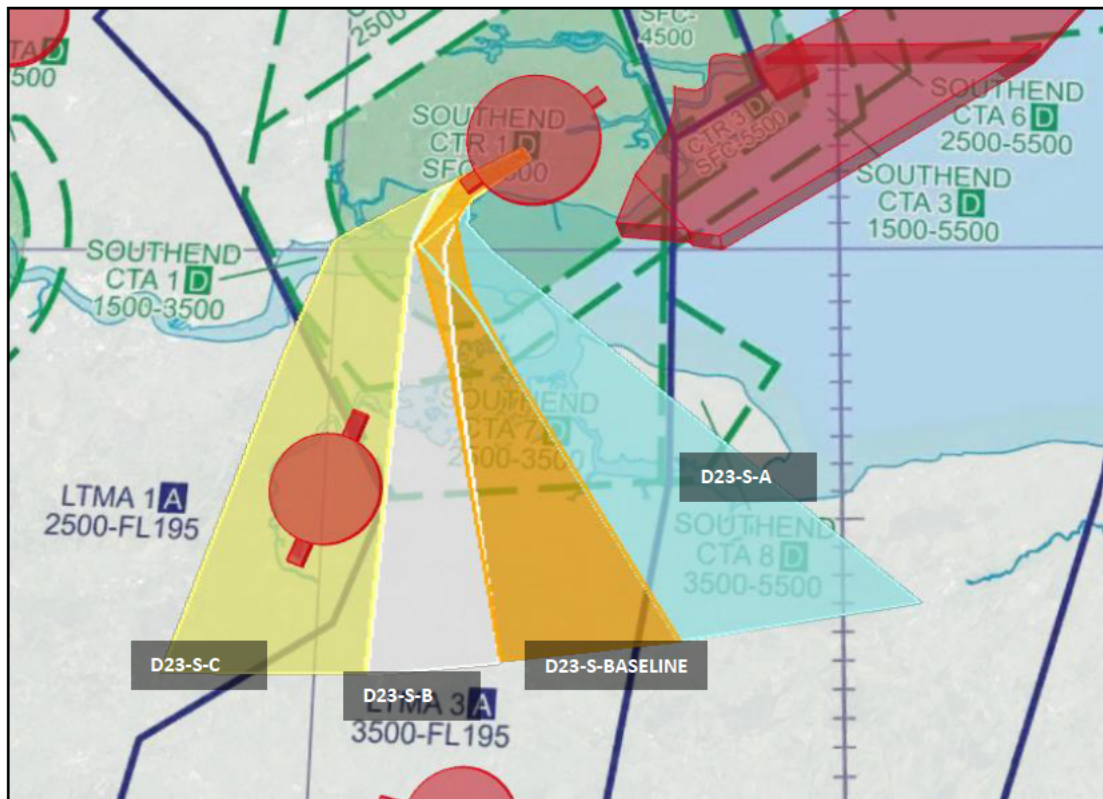 TA D
500
2500
SFC-
4500
SOUTHEND
CTR 1 D
CTR 3 D
SFC-5500
SOUTHEND
CTA 6 D
2500-5500
SOUTHEND
CTA 3 D
1500-5500
SOUTHEND
CTA 1 D
1500-3500
SOUTHEND
CTA 7 D
2500-3500
D23-S-A
LTMA 1 A
2500-FL195
SOUTHEND
CTA 8 D
3500-5500
D23-S-C
D23-S-BASELINE
D23-S-B
LTMA 3 A
3500-FL195